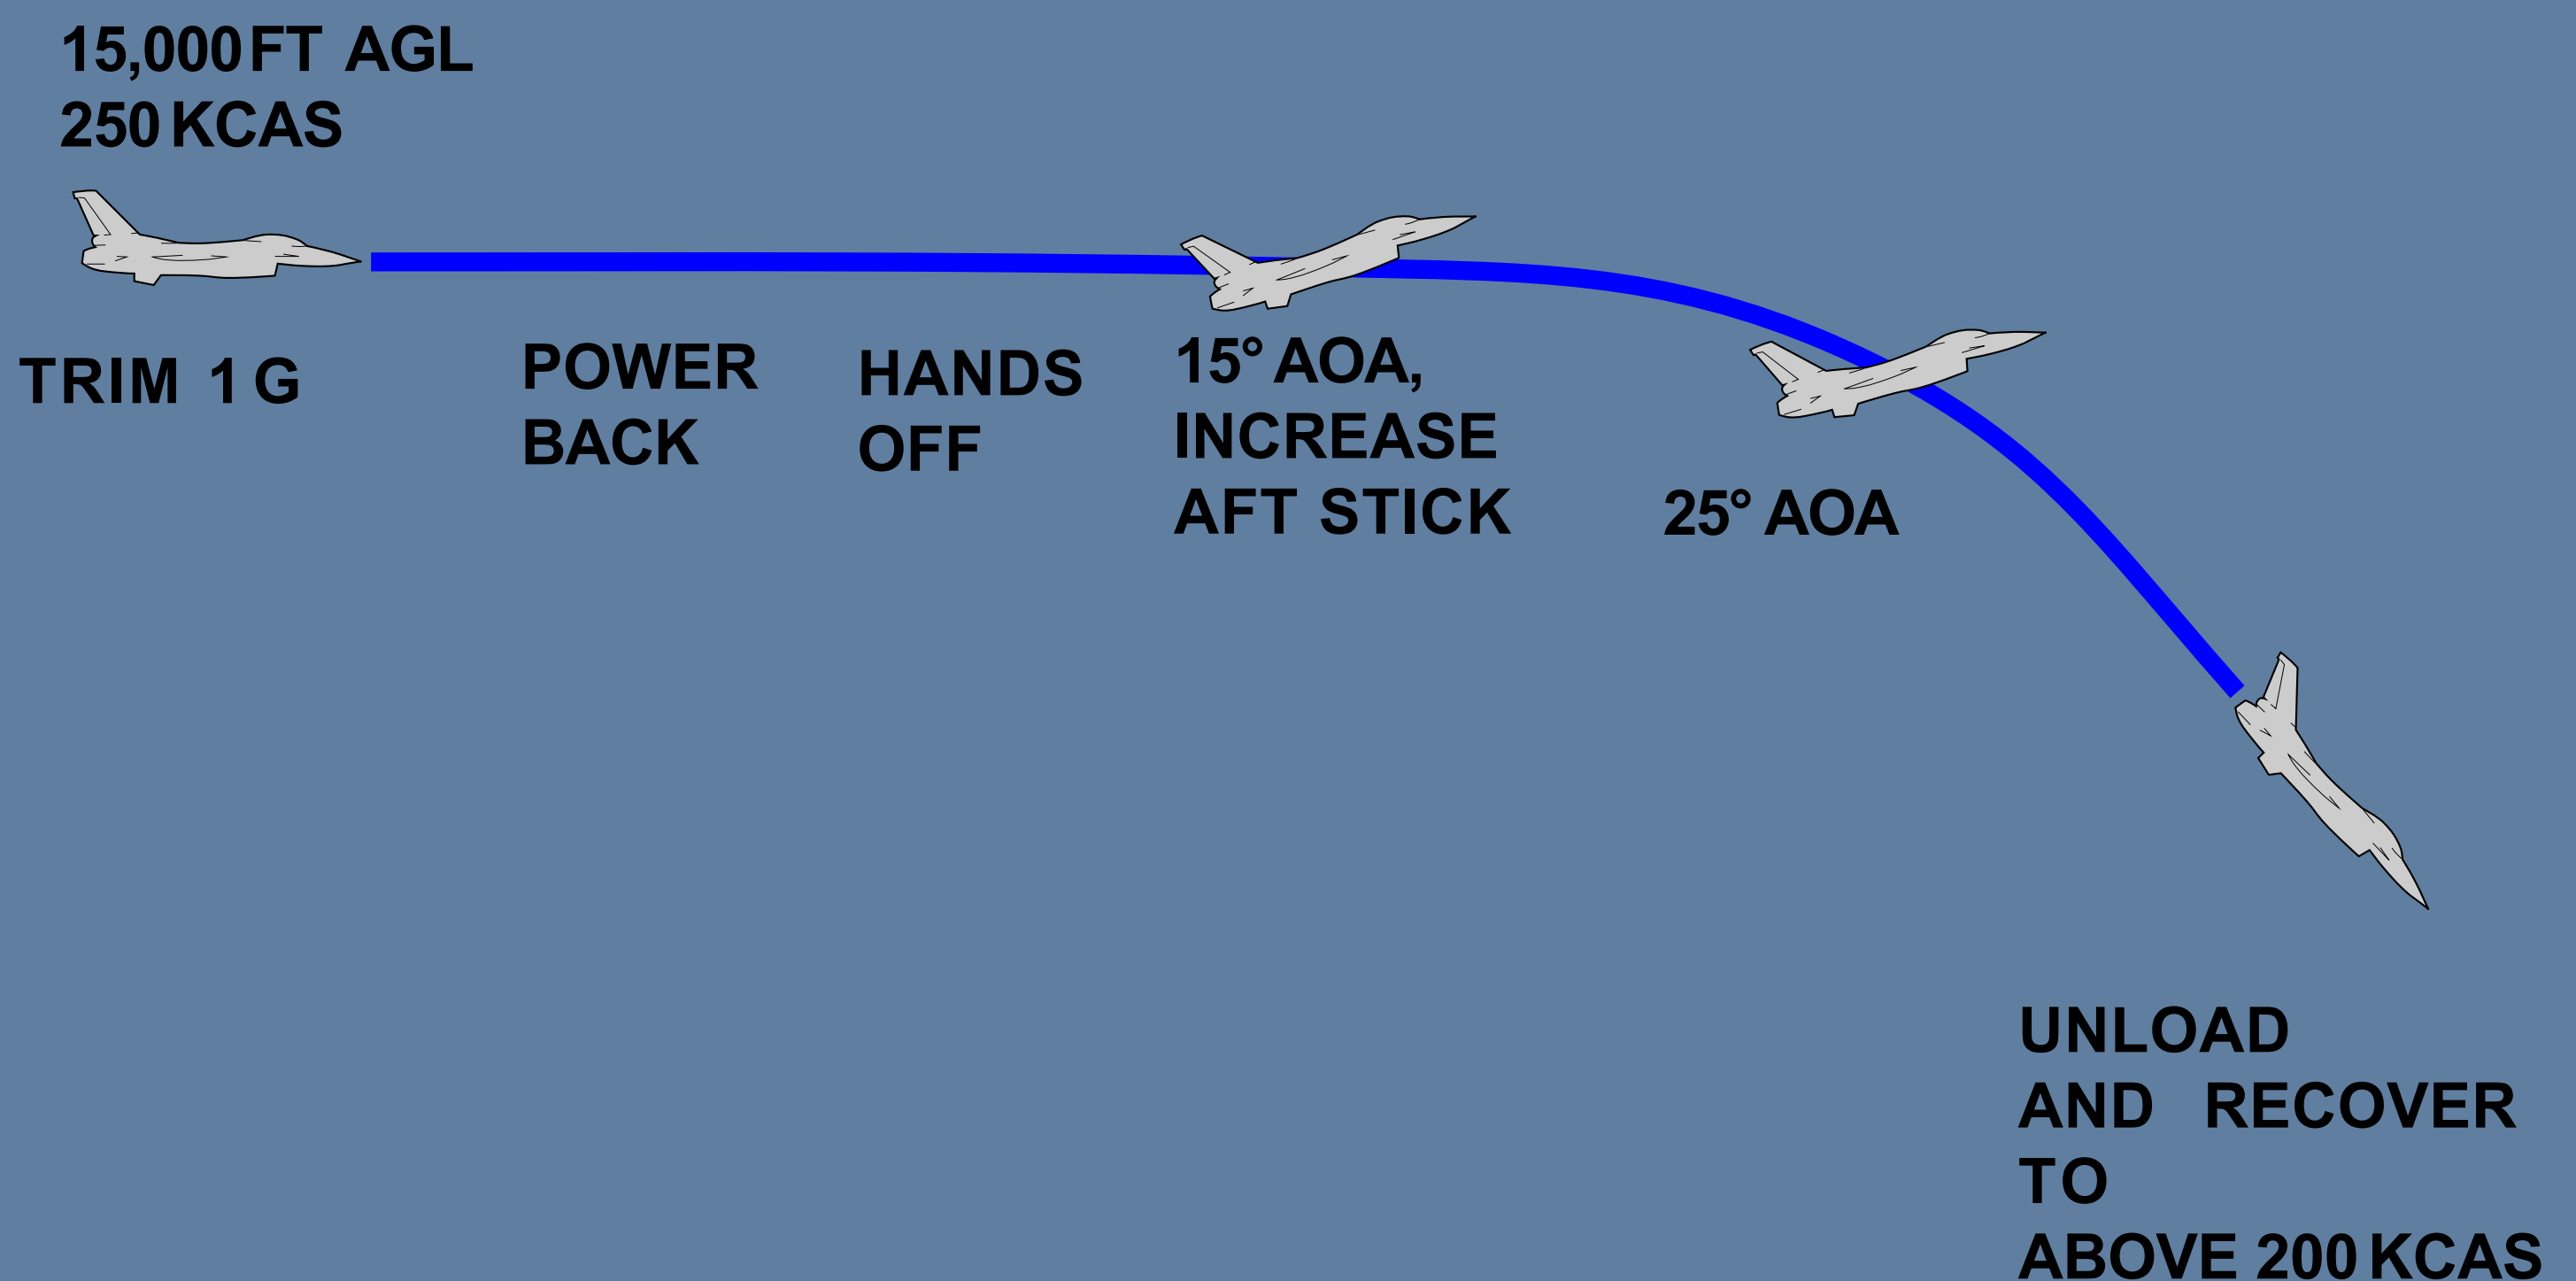 15,000 FT AGL
250 KCAS
TRIM 1 G
POWER
BACK
HANDS
OFF
15° AOA,
INCREASE
AFT STICK
25° AOA
UNLOAD
AND RECOVER
TO
ABOVE 200 KCAS